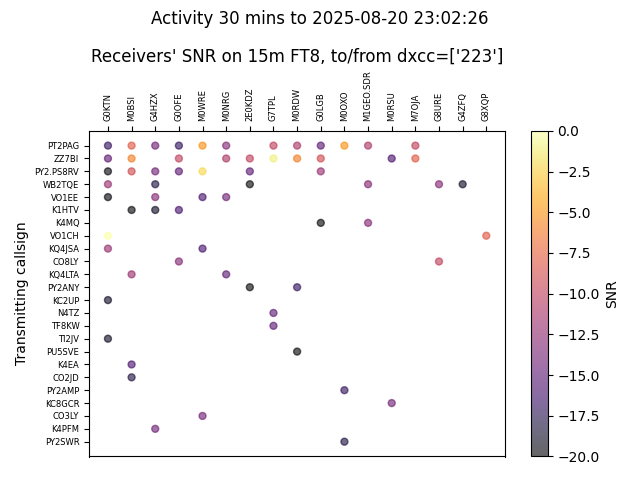 Activity 30 mins to 2025-08-20 23:02:26
Receivers' SNR on 15m FT8, to/from dxcc=['223']
G0KTN
M0BSI
G4HZX
G0OFE
M0WRE
M0NRG
2E0KDZ
G7TPL
M0RDW
G0LGB
M0OXO
M1GEO.SDR
M0RSU
M7OJA
G8URE
G4ZFQ
G8XQP
Transmitting callsign
PT2PAG
ZZ7BI
PY2.PS8RV
WB2TQE
VO1EE
K1HTV
K4MQ
VO1CH
KQ4JSA
CO8LY
KQ4LTA
PY2ANY
KC2UP
N4TZ
TF8KW
TI2JV
PU5SVE
K4EA
CO2JD
PY2AMP
KC8GCR
CO3LY
K4PFM
PY2SWR
0.0
−2.5
−5.0
−7.5
−10.0
−12.5
−15.0
−17.5
−20.0
SNR